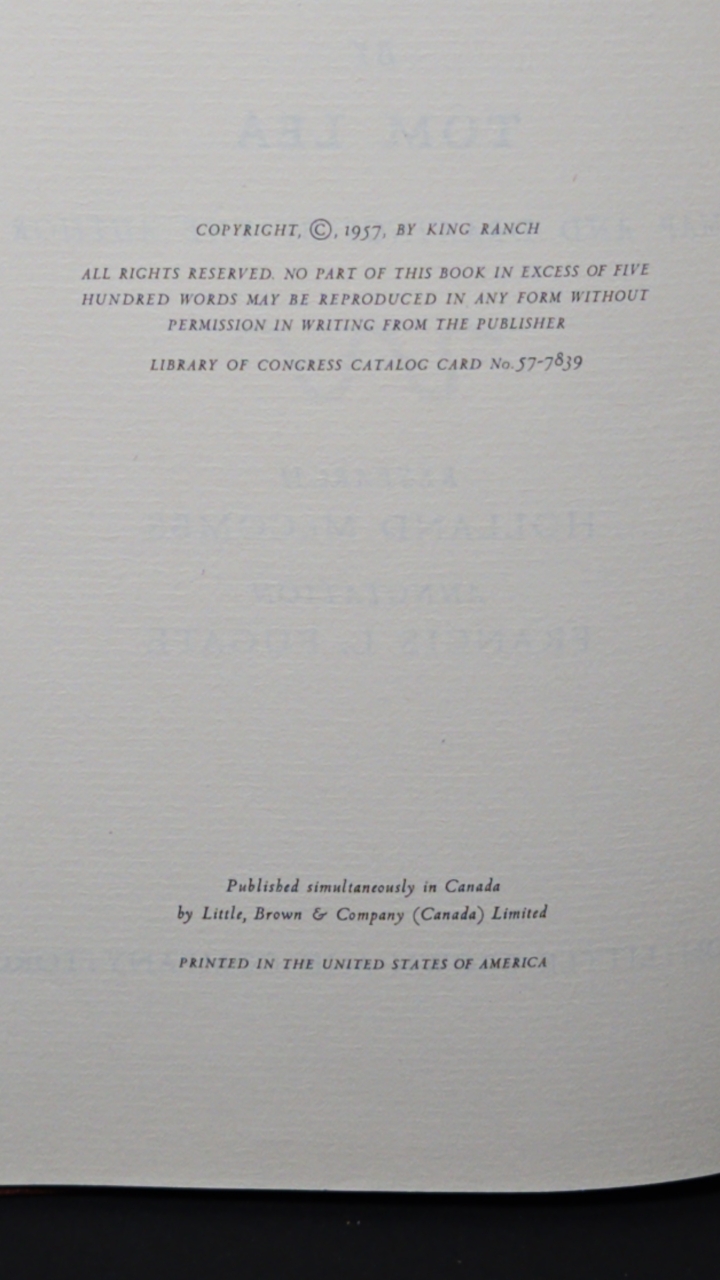 COPYRIGHT, ©, 1957, BY KING RANCH
ALL RIGHTS RESERVED. NO PART OF THIS BOOK IN EXCESS OF FIVE
HUNDRED WORDS MAY BE REPRODUCED IN ANY FORM WITHOUT
PERMISSION IN WRITING FROM THE PUBLISHER
LIBRARY OF CONGRESS CATALOG CARD No. 57-7839
Published simultaneously in Canada
by Little, Brown & Company (Canada) Limited
PRINTED IN THE UNITED STATES OF AMERICA